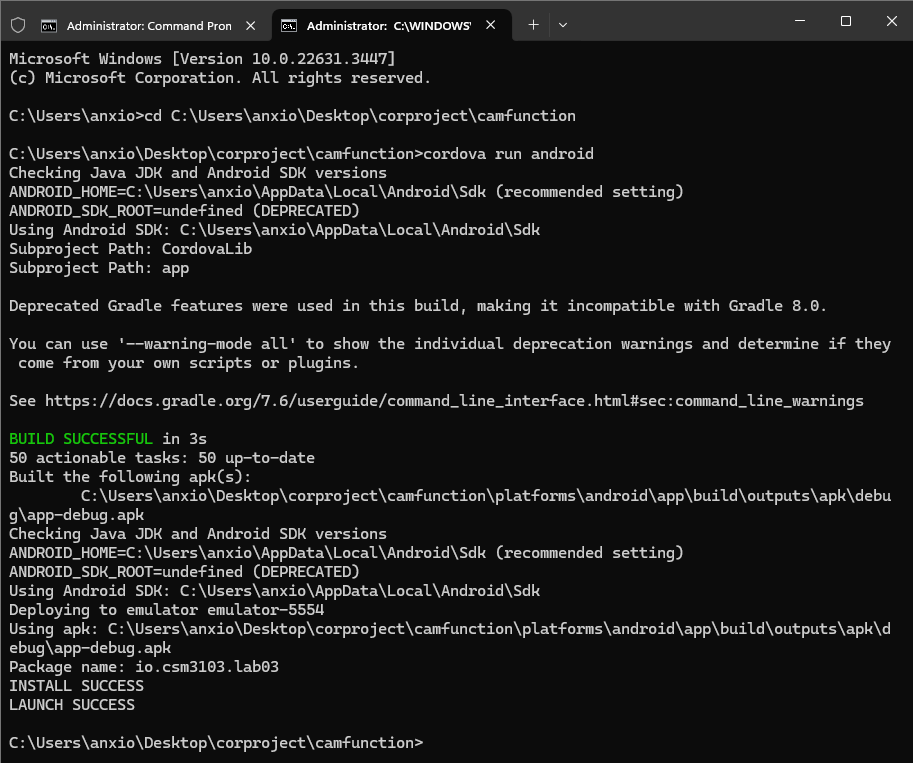 Administrator: Command Pron
Administrator: C:\WINDOWS\
Microsoft Windows [Version 10.0.22631.3447]
(c) Microsoft Corporation. All rights reserved.
C:\Users\anxio>cd C:\Users\anxio\Desktop\corproject\camfunction
C:\Users\anxio\Desktop\corproject\camfunction>cordova run android
Checking Java JDK and Android SDK versions
ANDROID_HOME=C:\Users\anxio\AppData\Local\Android\Sdk (recommended setting)
ANDROID_SDK_ROOT=undefined (DEPRECATED)
Using Android SDK: C:\Users\anxio\AppData\Local\Android\Sdk
Subproject Path: CordovaLib
Subproject Path: app
Deprecated Gradle features were used in this build, making it incompatible with Gradle 8.0.
You can use '--warning-mode all' to show the individual deprecation warnings and determine if they
come from your own scripts or plugins.
See https://docs.gradle.org/7.6/userguide/command_line_interface.html#sec:command_line_warnings
BUILD SUCCESSFUL in 3s
50 actionable tasks: 50 up-to-date
Built the following apk(s):
C:\Users\anxio\Desktop\corproject\camfunction\platforms\android\app\build\outputs\apk\debu
g\app-debug.apk
Checking Java JDK and Android SDK versions
ANDROID_HOME=C:\Users\anxio\AppData\Local\Android\Sdk (recommended setting)
ANDROID_SDK_ROOT=undefined (DEPRECATED)
Using Android SDK: C:\Users\anxio\AppData\Local\Android\Sdk
Deploying to emulator emulator-5554
Using apk: C:\Users\anxio\Desktop\corproject\camfunction\platforms\android\app\build\outputs\apk\d
ebug\app-debug.apk
Package name: io.csm3103.lab03
INSTALL SUCCESS
LAUNCH SUCCESS
C:\Users\anxio\Desktop\corproject\camfunction>